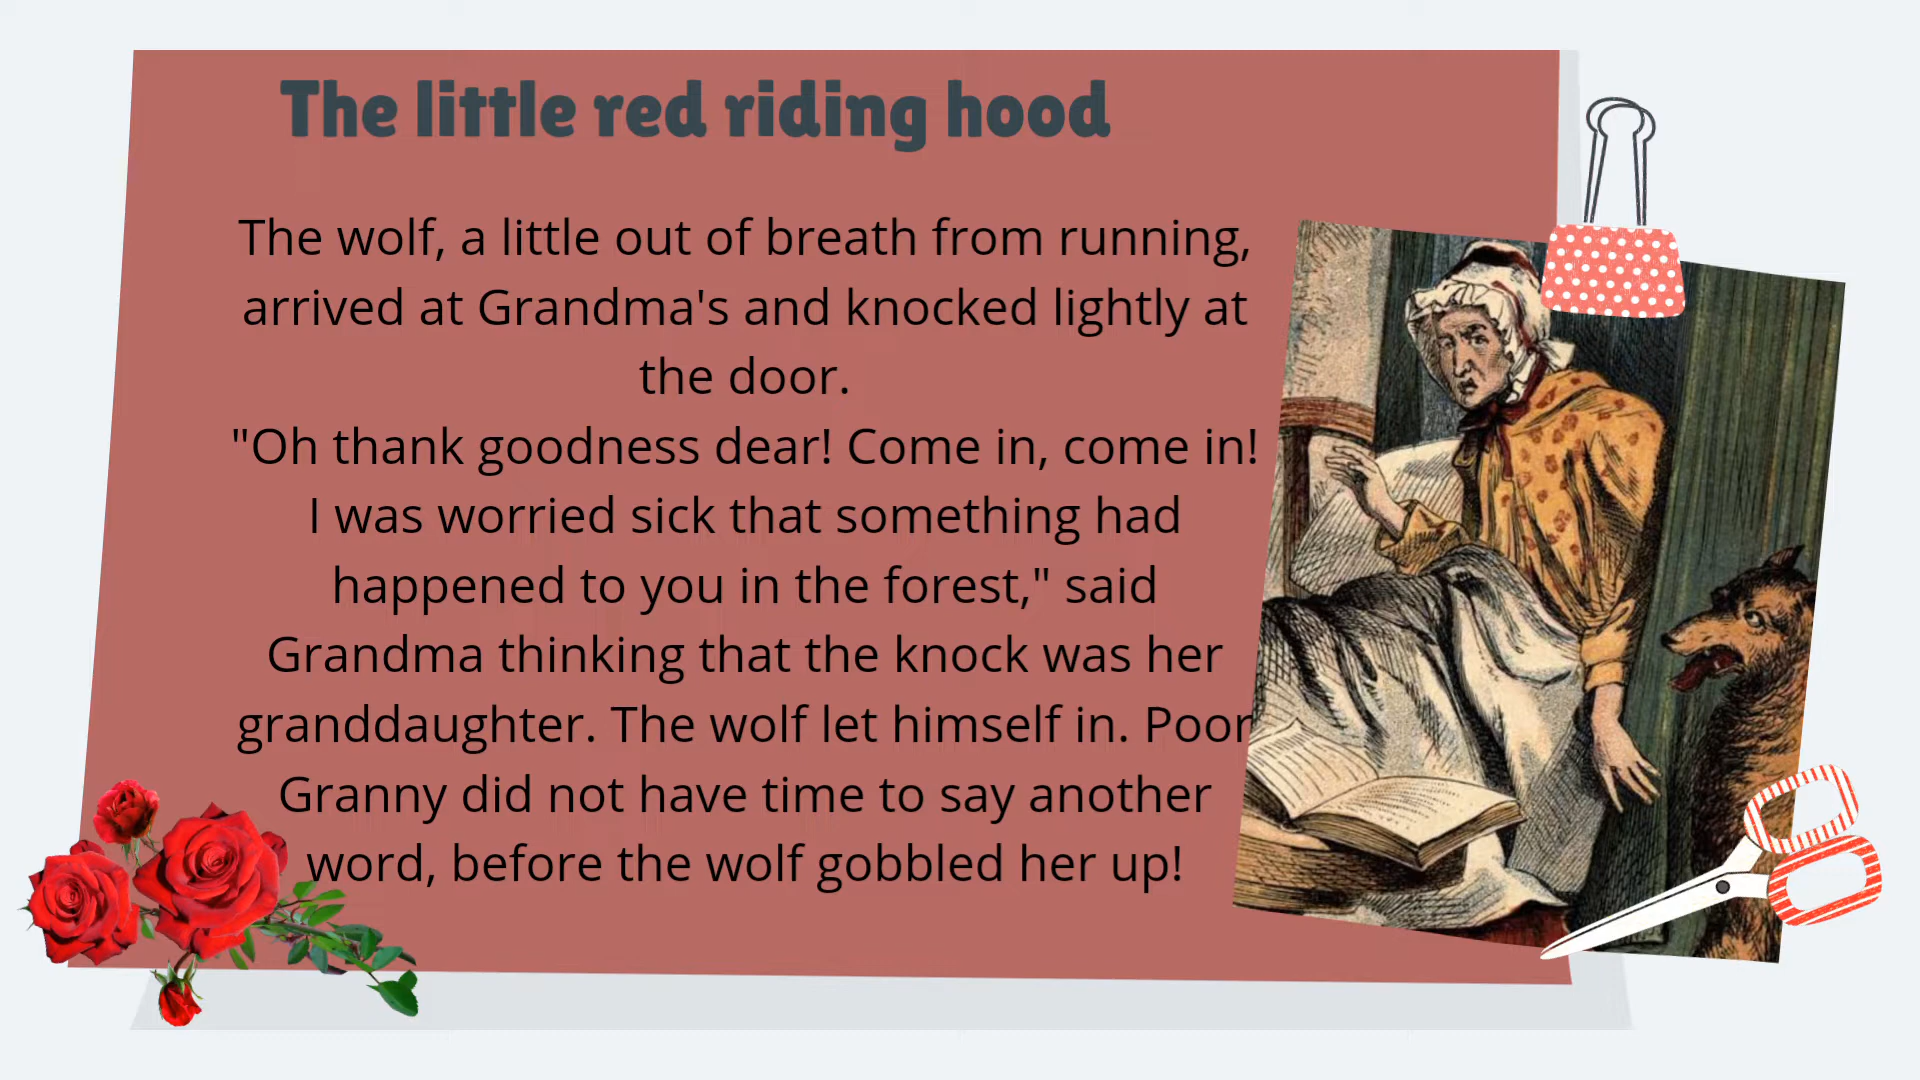 The little red riding hood
The wolf, a little out of breath from running,
arrived at Grandma's and knocked lightly at
the door.
"Oh thank goodness dear! Come in, come in!
I was worried sick that something had
happened to you in the forest," said
Grandma thinking that the knock was her
granddaughter. The wolf let himself in. Poor
Granny did not have time to say another
word, before the wolf gobbled her up!